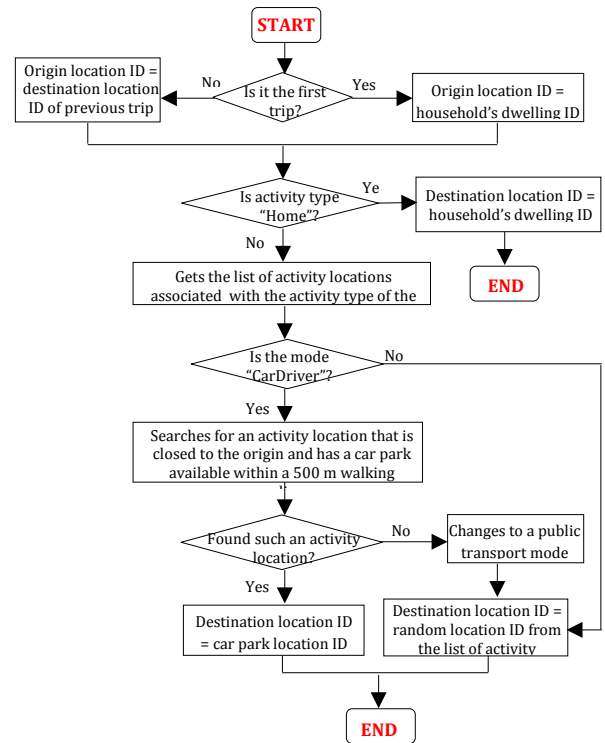 START
Origin location ID =
destination location
ID of previous trip
No
Is it the first
trip?
Yes
Origin location ID =
household's dwelling ID
Is activity type
"Home"?
Ye
Destination location ID =
household's dwelling ID
No
END
Gets the list of activity locations
associated with the activity type of the
Is the mode
"CarDriver"?
No
Yes
Searches for an activity location that is
closed to the origin and has a car park
available within a 500 m walking
Found such an activity
location?
No
Changes to a public
transport mode
Yes
Destination location ID
= car park location ID
Destination location ID =
random location ID from
the list of activity
END